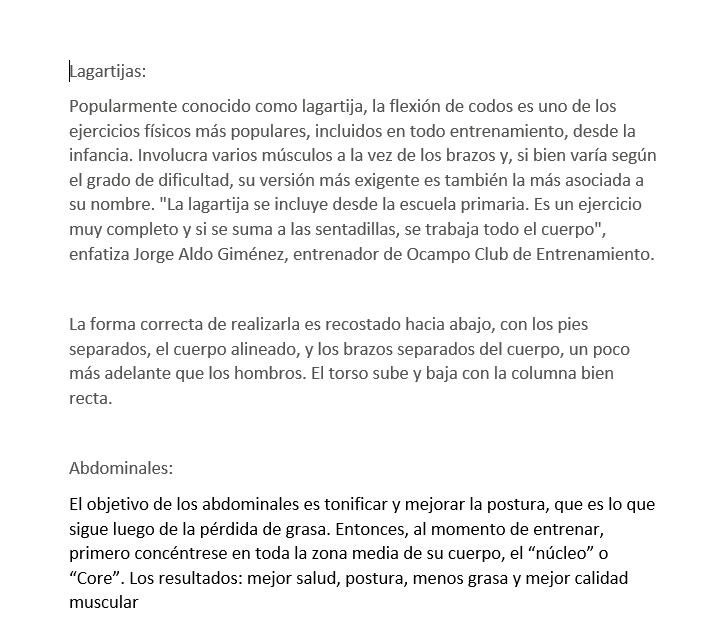 Lagartijas:
Popularmente conocido como lagartija, la flexión de codos es uno de los
ejercicios físicos más populares, incluidos en todo entrenamiento, desde la
infancia. Involucra varios músculos a la vez de los brazos y, si bien varía según
el grado de dificultad, su versión más exigente es también la más asociada a
su nombre. "La lagartija se incluye desde la escuela primaria. Es un ejercicio
muy completo y si se suma a las sentadillas, se trabaja todo el cuerpo",
enfatiza Jorge Aldo Giménez, entrenador de Ocampo Club de Entrenamiento.
La forma correcta de realizarla es recostado hacia abajo, con los pies
separados, el cuerpo alineado, y los brazos separados del cuerpo, un poco
más adelante que los hombros. El torso sube y baja con la columna bien
recta.
Abdominales:
El objetivo de los abdominales es tonificar y mejorar la postura, que es lo que
sigue luego de la pérdida de grasa. Entonces, al momento de entrenar,
primero concéntrese en toda la zona media de su cuerpo, el “núcleo” o
“Core”. Los resultados: mejor salud, postura, menos grasa y mejor calidad
muscular